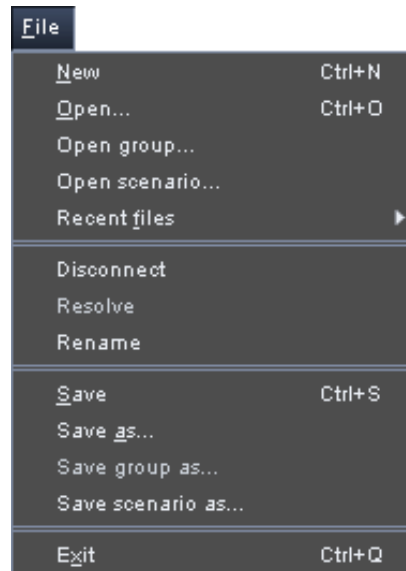 File
New Ctrl+N
Open... Ctrl+O
Open group...
Open scenario...
Recent files
Disconnect
Resolve
Rename
Save Ctrl+S
Save as...
Save group as...
Save scenario as...
Exit Ctrl+Q